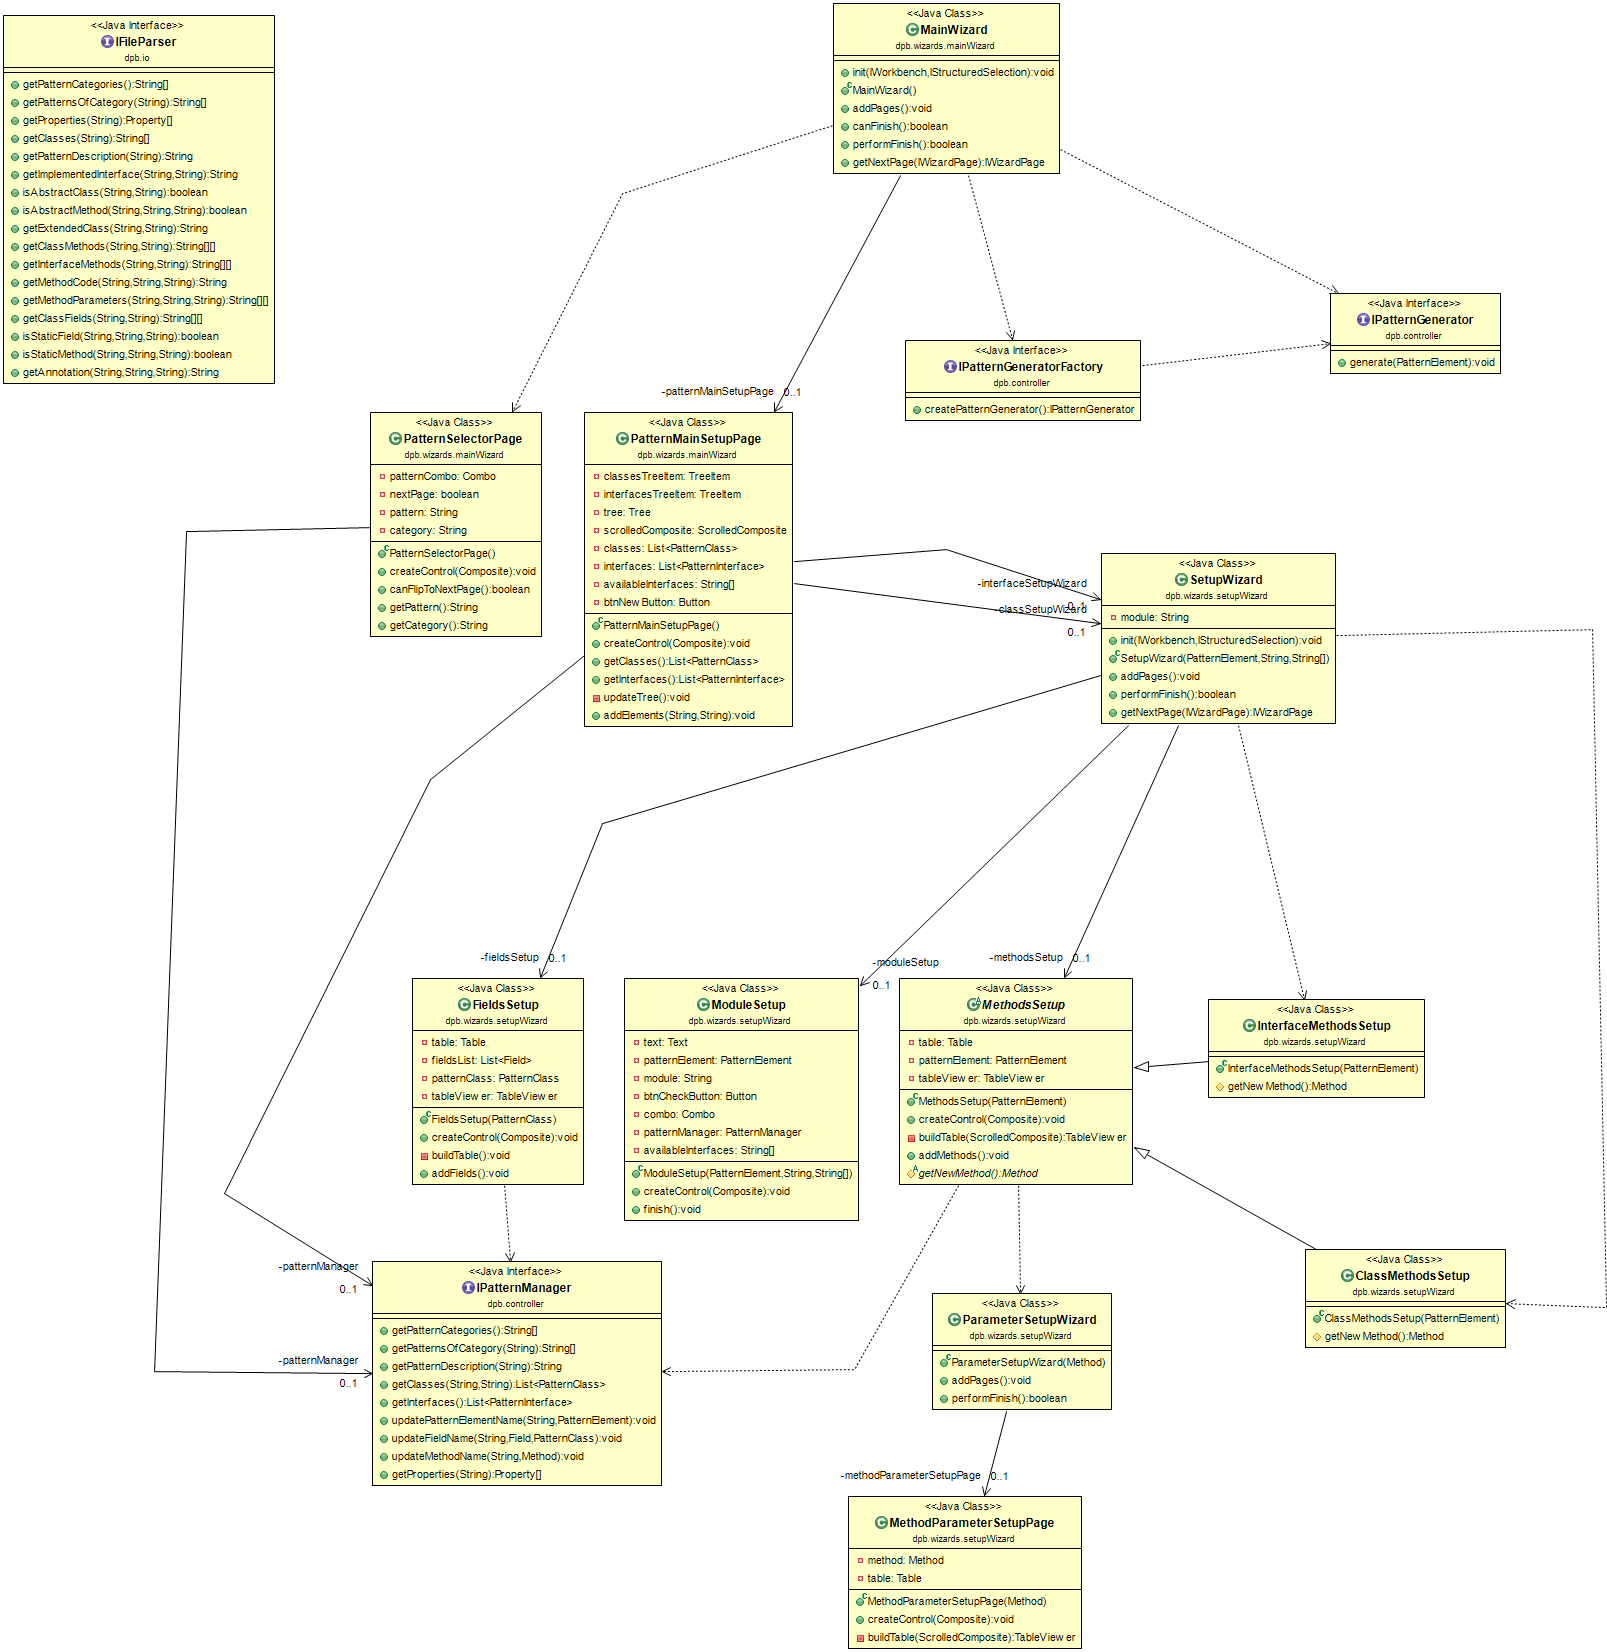 <<Java Interface>>
IFileParser
dpb.io
getPatternCategories():String[]
getPatternsOfCategory(String):String[]
getProperties(String):Property[]
getClasses(String):String[]
getPatternDescription(String):String
getImplementedInterface(String,String):String
isAbstractClass(String,String):boolean
isAbstractMethod(String,String,String):boolean
getExtendedClass(String,String):String
getClassMethods(String,String):String[][]
getInterfaceMethods(String,String):String[][]
getMethodCode(String,String,String):String
getMethodParameters(String,String,String):String[][]
getClassFields(String,String):String[][]
isStaticField(String,String,String):boolean
isStaticMethod(String,String,String):boolean
getAnnotation(String,String,String):String
<<Java Class>>
MainWizard
dpb.wizards.mainWizard
init(IWorkbench,IStructuredSelection):void
MainWizard()
addPages():void
canFinish():boolean
performFinish():boolean
getNextPage(IWizardPage):IWizardPage
<<Java Interface>>
IPatternGenerator
dpb.controller
generate(PatternElement):void
<<Java Interface>>
IPatternGeneratorFactory
dpb.controller
createPatternGenerator():IPatternGenerator
-patternMainSetupPage
0..1
<<Java Class>>
PatternSelectorPage
dpb.wizards.mainWizard
patternCombo: Combo
nextPage: boolean
pattern: String
category: String
PatternSelectorPage()
createControl(Composite):void
canFlipToNextPage():boolean
getPattern():String
getCategory():String
<<Java Class>>
PatternMainSetupPage
dpb.wizards.mainWizard
classesTreeItem: TreeItem
interfacesTreeItem: TreeItem
tree: Tree
scrolledComposite: ScrolledComposite
classes: List<PatternClass>
interfaces: List<PatternInterface>
availableInterfaces: String[]
btnNewButton: Button
PatternMainSetupPage()
createControl(Composite):void
getClasses():List<PatternClass>
getInterfaces():List<PatternInterface>
updateTree():void
addElements(String,String):void
-interfaceSetupWizard
0..1
-classSetupWizard
0..1
<<Java Class>>
SetupWizard
dpb.wizards.setupWizard
module: String
init(IWorkbench,IStructuredSelection):void
SetupWizard(PatternElement,String,String[])
addPages():void
performFinish():boolean
getNextPage(IWizardPage):IWizardPage
-fieldsSetup
0..1
-moduleSetup
0..1
-methodsSetup
0..1
<<Java Class>>
FieldsSetup
dpb.wizards.setupWizard
table: Table
fieldsList: List<Field>
patternClass: PatternClass
tableViewer: TableViewer
FieldsSetup(PatternClass)
createControl(Composite):void
buildTable():void
addFields():void
<<Java Class>>
ModuleSetup
dpb.wizards.setupWizard
text: Text
patternElement: PatternElement
module: String
btnCheckButton: Button
combo: Combo
patternManager: PatternManager
availableInterfaces: String[]
ModuleSetup(PatternElement,String,String[])
createControl(Composite):void
finish():void
<<Java Class>>
MethodsSetup
dpb.wizards.setupWizard
table: Table
patternElement: PatternElement
tableViewer: TableViewer
MethodsSetup(PatternElement)
createControl(Composite):void
buildTable(ScrolledComposite):TableViewer
addMethods():void
getNewMethod():Method
<<Java Class>>
InterfaceMethodsSetup
dpb.wizards.setupWizard
InterfaceMethodsSetup(PatternElement)
getNewMethod():Method
<<Java Class>>
ClassMethodsSetup
dpb.wizards.setupWizard
ClassMethodsSetup(PatternElement)
getNewMethod():Method
-patternManager
0..1
-patternManager
0..1
<<Java Interface>>
IPatternManager
dpb.controller
getPatternCategories():String[]
getPatternsOfCategory(String):String[]
getPatternDescription(String):String
getClasses(String,String):List<PatternClass>
getInterfaces():List<PatternInterface>
updatePatternElementName(String,PatternElement):void
updateFieldName(String,Field,PatternClass):void
updateMethodName(String,Method):void
getProperties(String):Property[]
<<Java Class>>
ParameterSetupWizard
dpb.wizards.setupWizard
ParameterSetupWizard(Method)
addPages():void
performFinish():boolean
-methodParameterSetupPage
0..1
<<Java Class>>
MethodParameterSetupPage
dpb.wizards.setupWizard
method: Method
table: Table
MethodParameterSetupPage(Method)
createControl(Composite):void
buildTable(ScrolledComposite):TableViewer